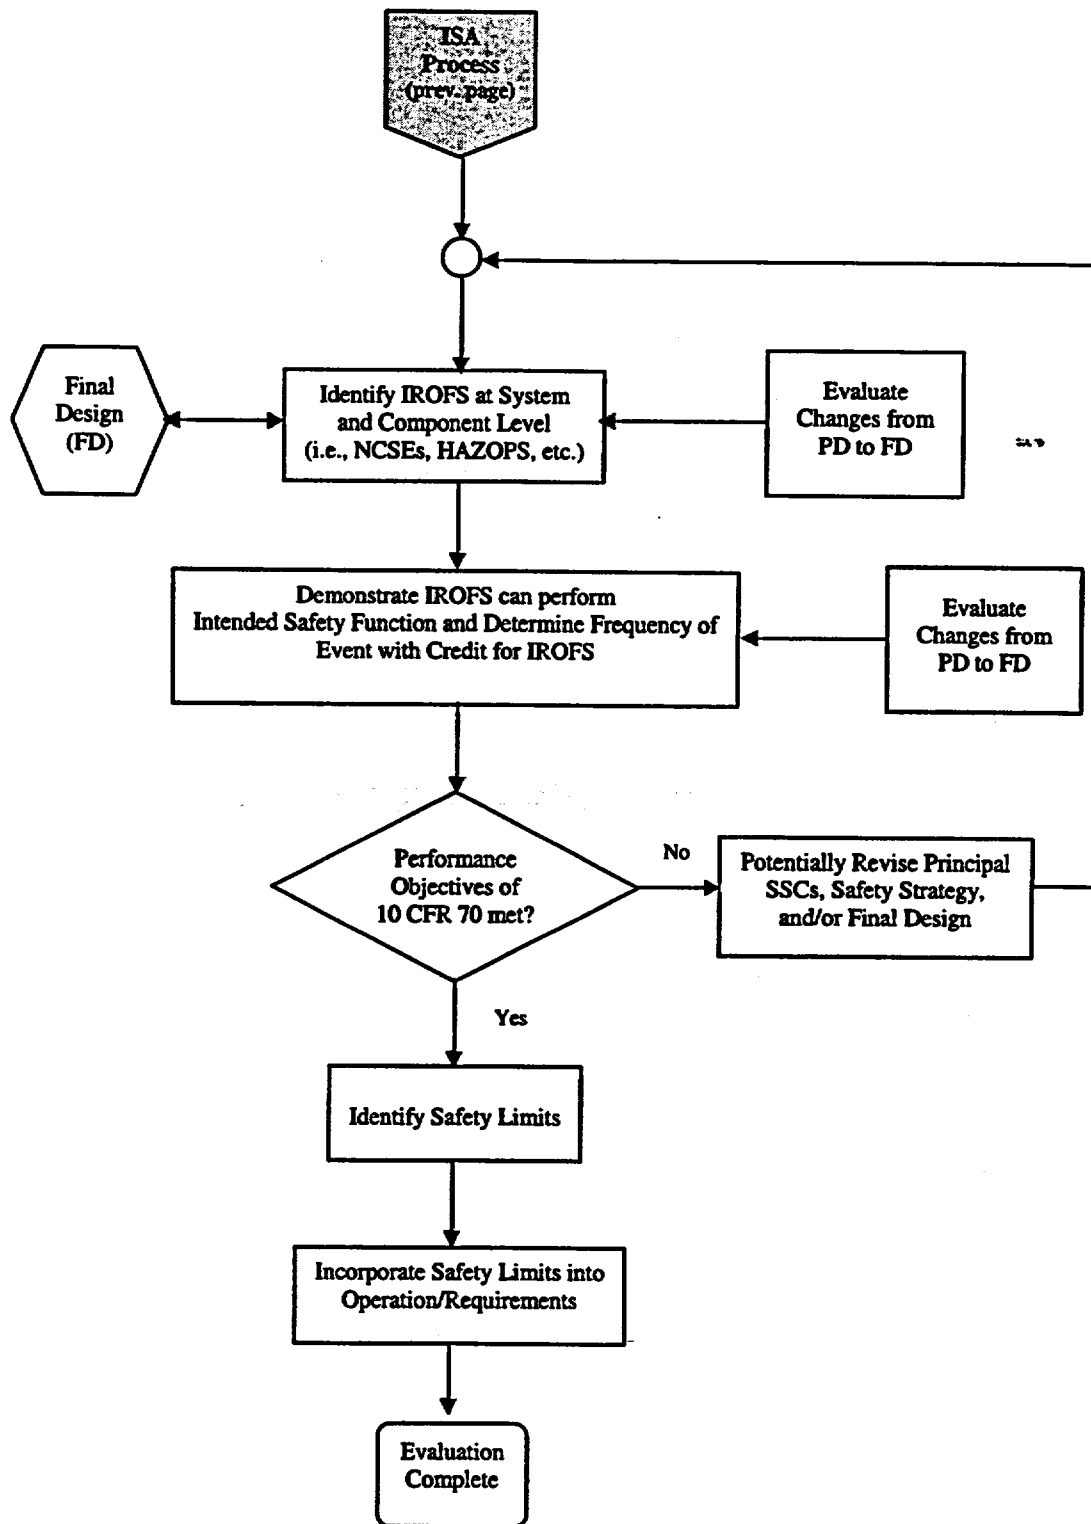 ISA
Process
(prev. page)
Final
Design
(FD)
Identify IROFS at System
and Component Level
(i.e., NCSEs, HAZOPS, etc.)
Evaluate
Changes from
PD to FD
Demonstrate IROFS can perform
Intended Safety Function and Determine Frequency of
Event with Credit for IROFS
Evaluate
Changes from
PD to FD
Performance
Objectives of
10 CFR 70 met?
No
Potentially Revise Principal
SSCs, Safety Strategy,
and/or Final Design
Yes
Identify Safety Limits
Incorporate Safety Limits into
Operation/Requirements
Evaluation
Complete